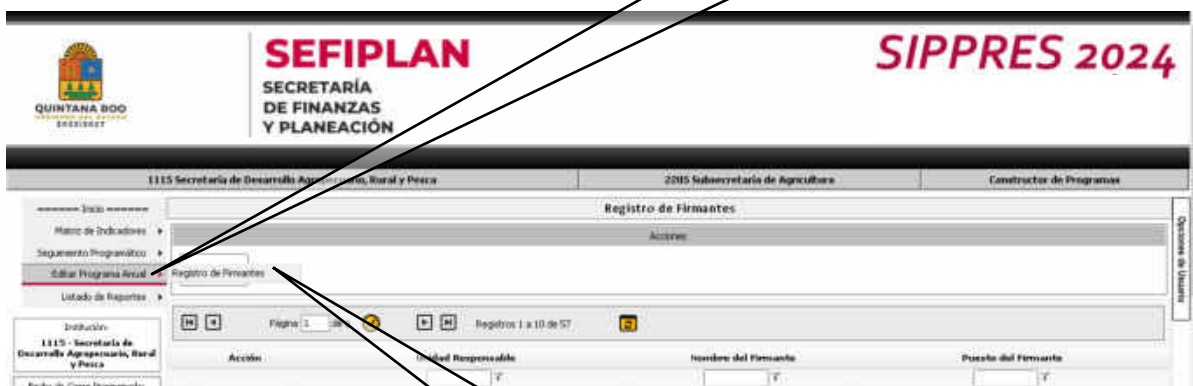 SEFIPLAN
SECRETARÍA
DE FINANZAS
Y PLANEACIÓN
SIPPRES 2024
QUINTANA ROO
1115 Secretaría de Desarrollo Agropecuario, Rural y Pesca
2205 Subsecretaría de Agricultura
Constructor de Programas
Inicio
Matriz de Indicadores
Seguimiento Programático
Editar Programa Anual
Listado de Reportes
Registro de Firmantes
Acciones
Registro de Firmantes
Opciones de Usuario
Página 1 de
Registros 1 a 10 de 57
Institución
1115 - Secretaría de
Desarrollo Agropecuario, Rural
y Pesca
Acción
Unidad Responsable
Nombre del Firmante
Puesto del Firmante